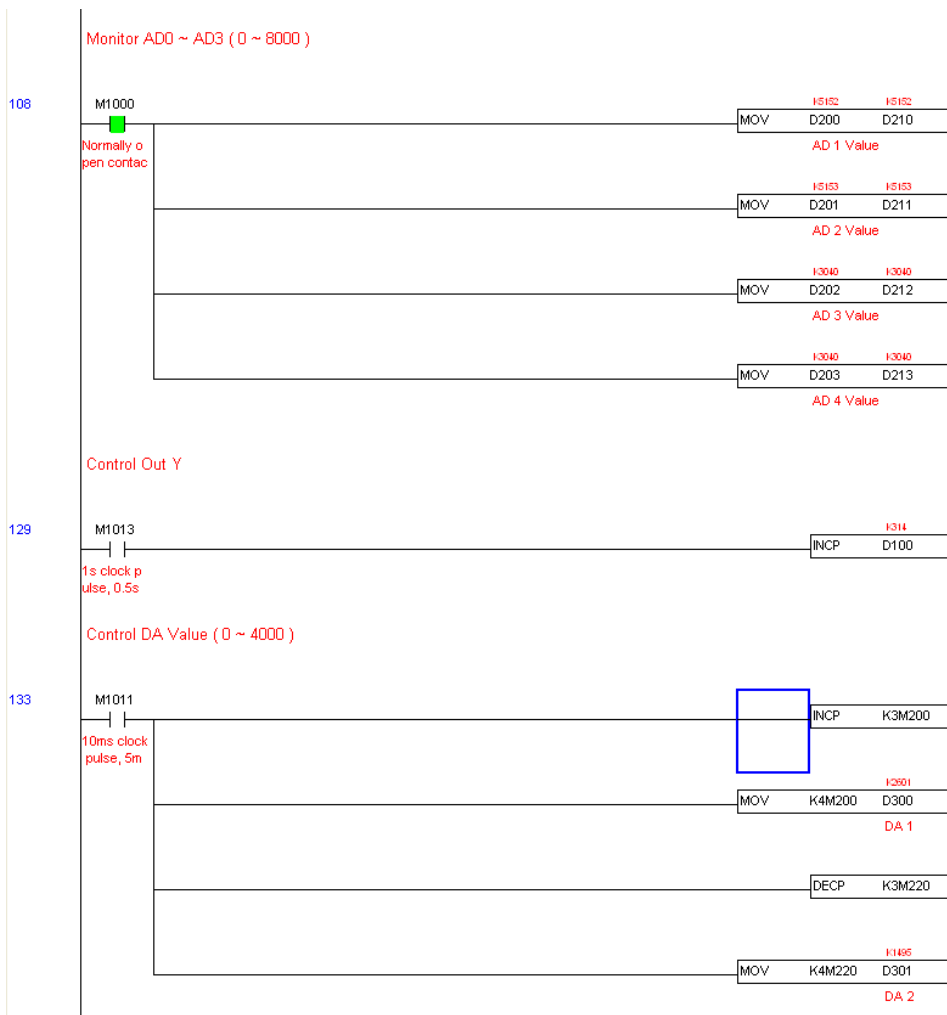 Monitor AD0 ~ AD3 ( 0 ~ 8000 )
108
M1000
Normally o
pen contac
K5152 K5152
MOV D200 D210
AD 1 Value
K5153 K5153
MOV D201 D211
AD 2 Value
K3040 K3040
MOV D202 D212
AD 3 Value
K3040 K3040
MOV D203 D213
AD 4 Value
Control Out Y
129
M1013
1s clock p
ulse, 0.5s
K314
INCP D100
Control DA Value ( 0 ~ 4000 )
133
M1011
10ms clock
pulse, 5m
INCP K3M200
K2601
MOV K4M200 D300
DA 1
DECP K3M220
K1495
MOV K4M220 D301
DA 2